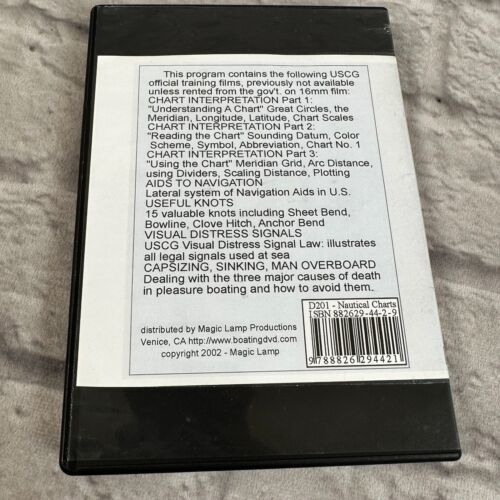 This program contains the following USCG
official training films, previously not available
unless rented from the gov't. on 16mm film:
CHART INTERPRETATION Part 1:
"Understanding A Chart" Great Circles, the
Meridian, Longitude, Latitude, Chart Scales
CHART INTERPRETATION Part 2:
"Reading the Chart" Sounding Datum, Color
Scheme, Symbol, Abbreviation, Chart No. 1
CHART INTERPRETATION Part 3:
"Using the Chart" Meridian Grid, Arc Distance,
using Dividers, Scaling Distance, Plotting
AIDS TO NAVIGATION
Lateral system of Navigation Aids in U.S.
USEFUL KNOTS
15 valuable knots including Sheet Bend,
Bowline, Clove Hitch, Anchor Bend
VISUAL DISTRESS SIGNALS
USCG Visual Distress Signal Law: illustrates
all legal signals used at sea
CAPSIZING, SINKING, MAN OVERBOARD
Dealing with the three major causes of death
in pleasure boating and how to avoid them.
distributed by Magic Lamp Productions
Venice, CA http://www.boatingdvd.com
copyright 2002 - Magic Lamp
D201 - Nautical Charts
ISBN 882629-44-2-9
9 788826 294421